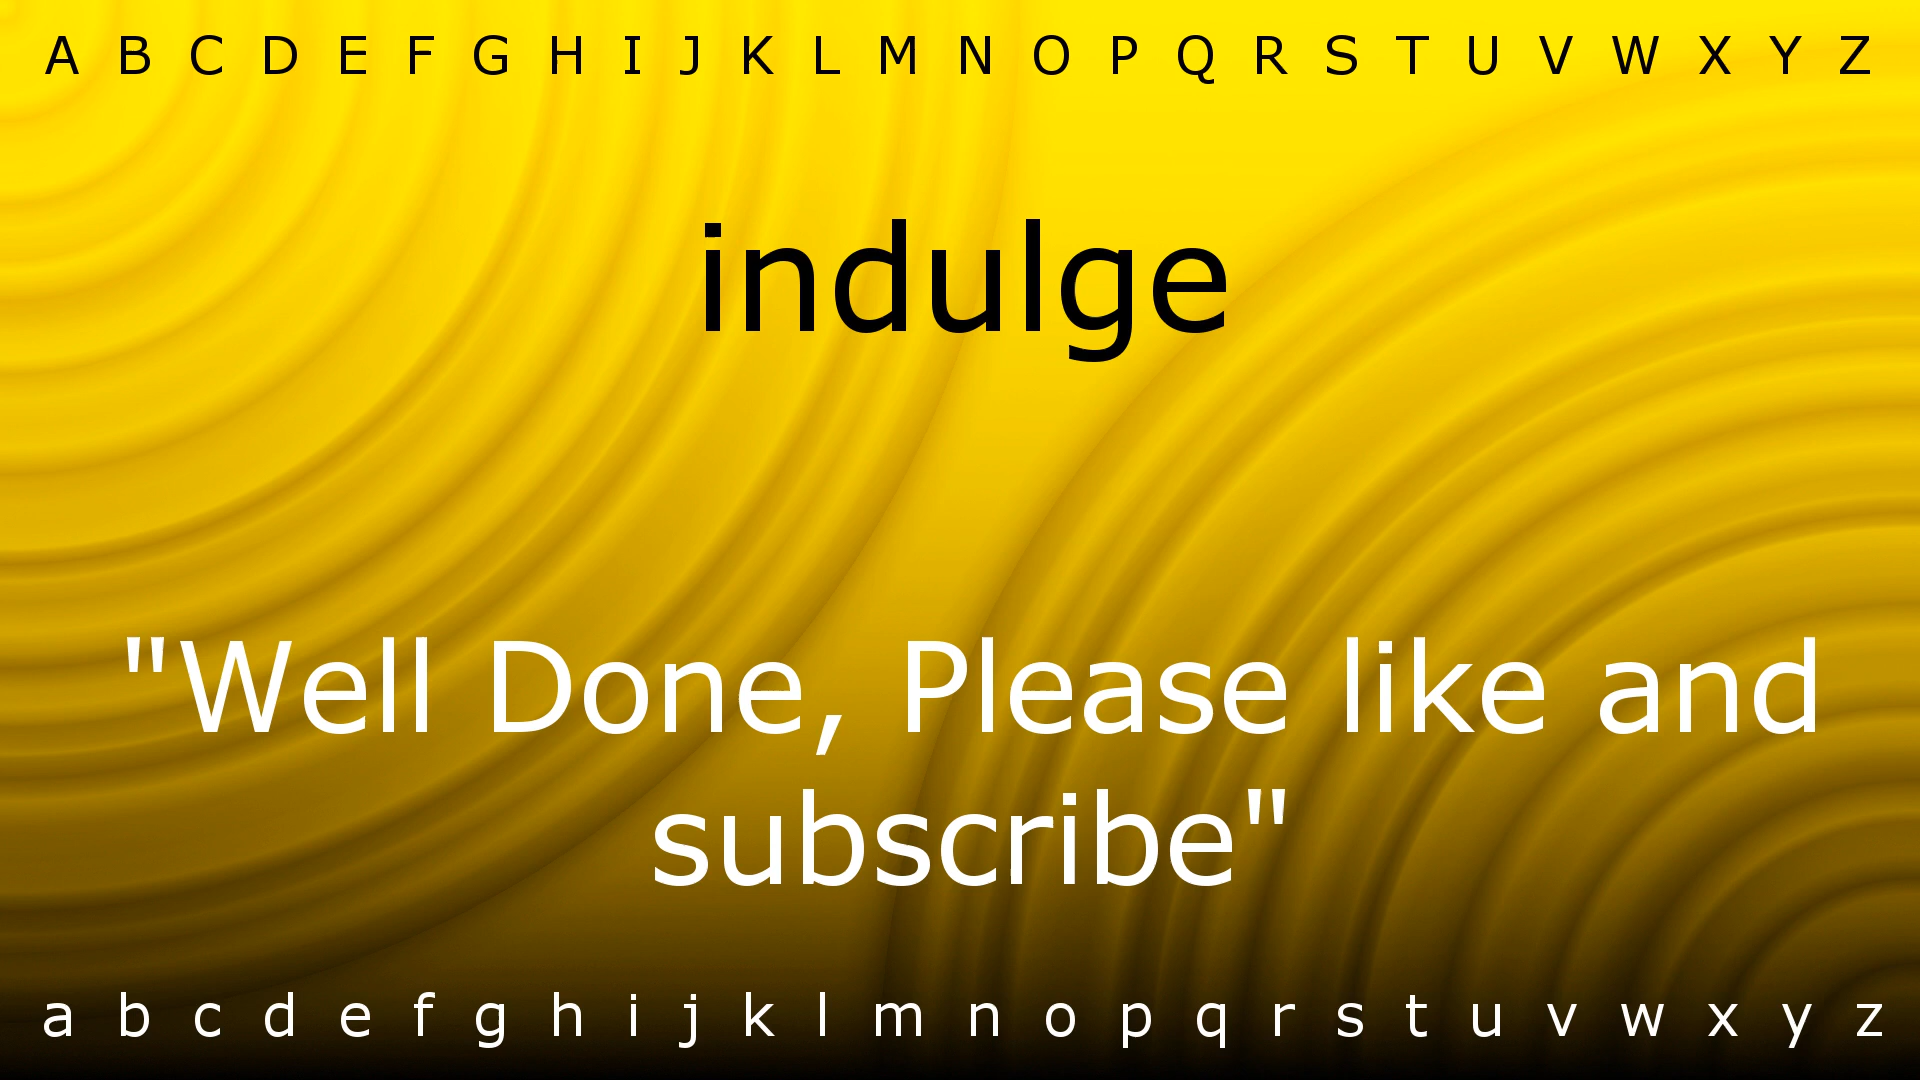 A B C D E F G H I J K L M N O P Q R S T U V W X Y Z
indulge
"Well Done, Please like and
subscribe"
a b c d e f g h i j k l m n o p q r s t u v w x y z